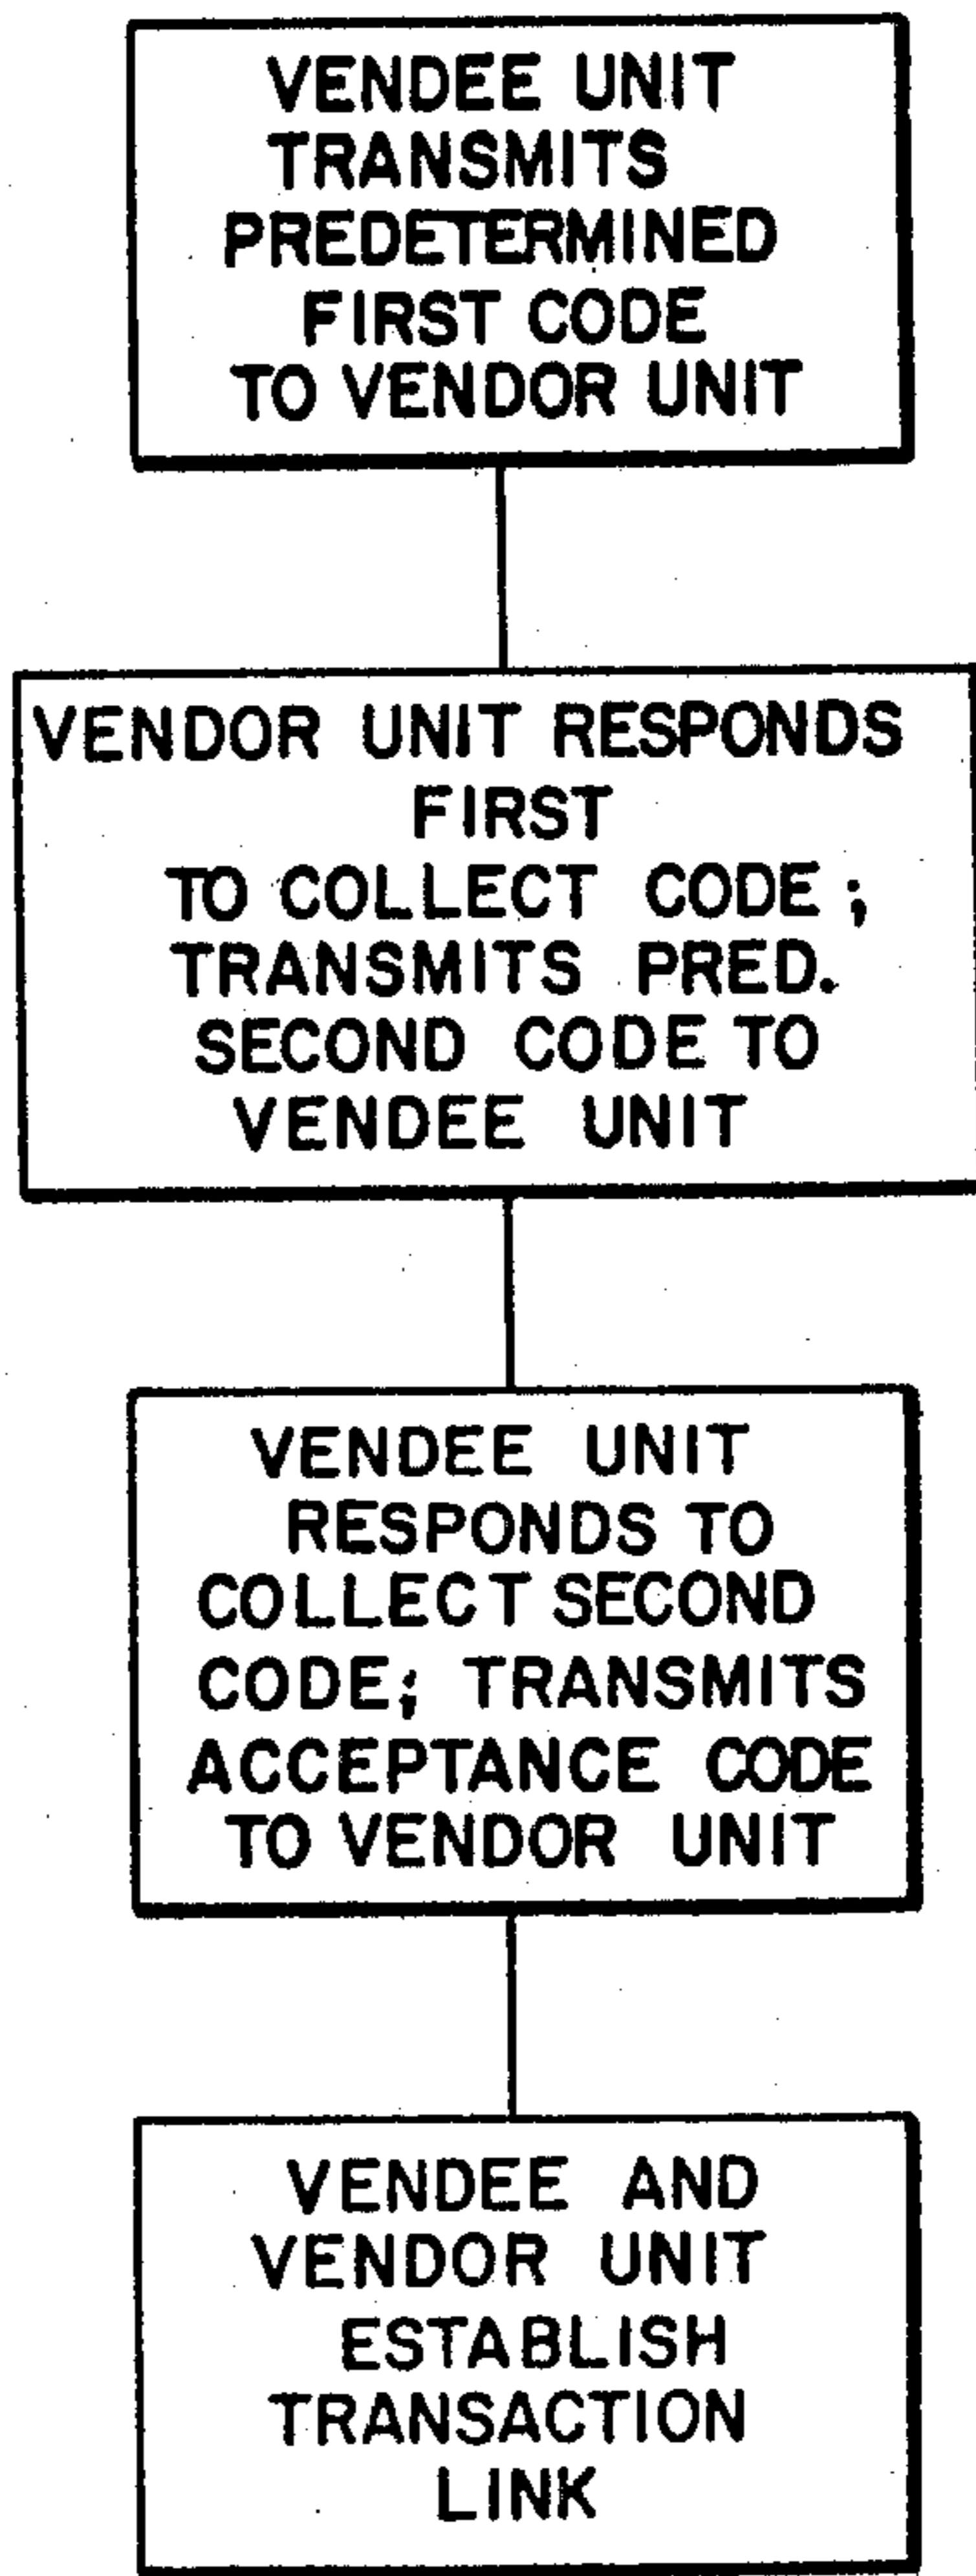 VENDEE UNIT
TRANSMITS
PREDETERMINED
FIRST CODE
TO VENDOR UNIT
VENDOR UNIT RESPONDS
FIRST
TO COLLECT CODE ;
TRANSMITS PRED.
SECOND CODE TO
VENDEE UNIT
VENDEE UNIT
RESPONDS TO
COLLECT SECOND
CODE; TRANSMITS
ACCEPTANCE CODE
TO VENDOR UNIT
VENDEE AND
VENDOR UNIT
ESTABLISH
TRANSACTION
LINK